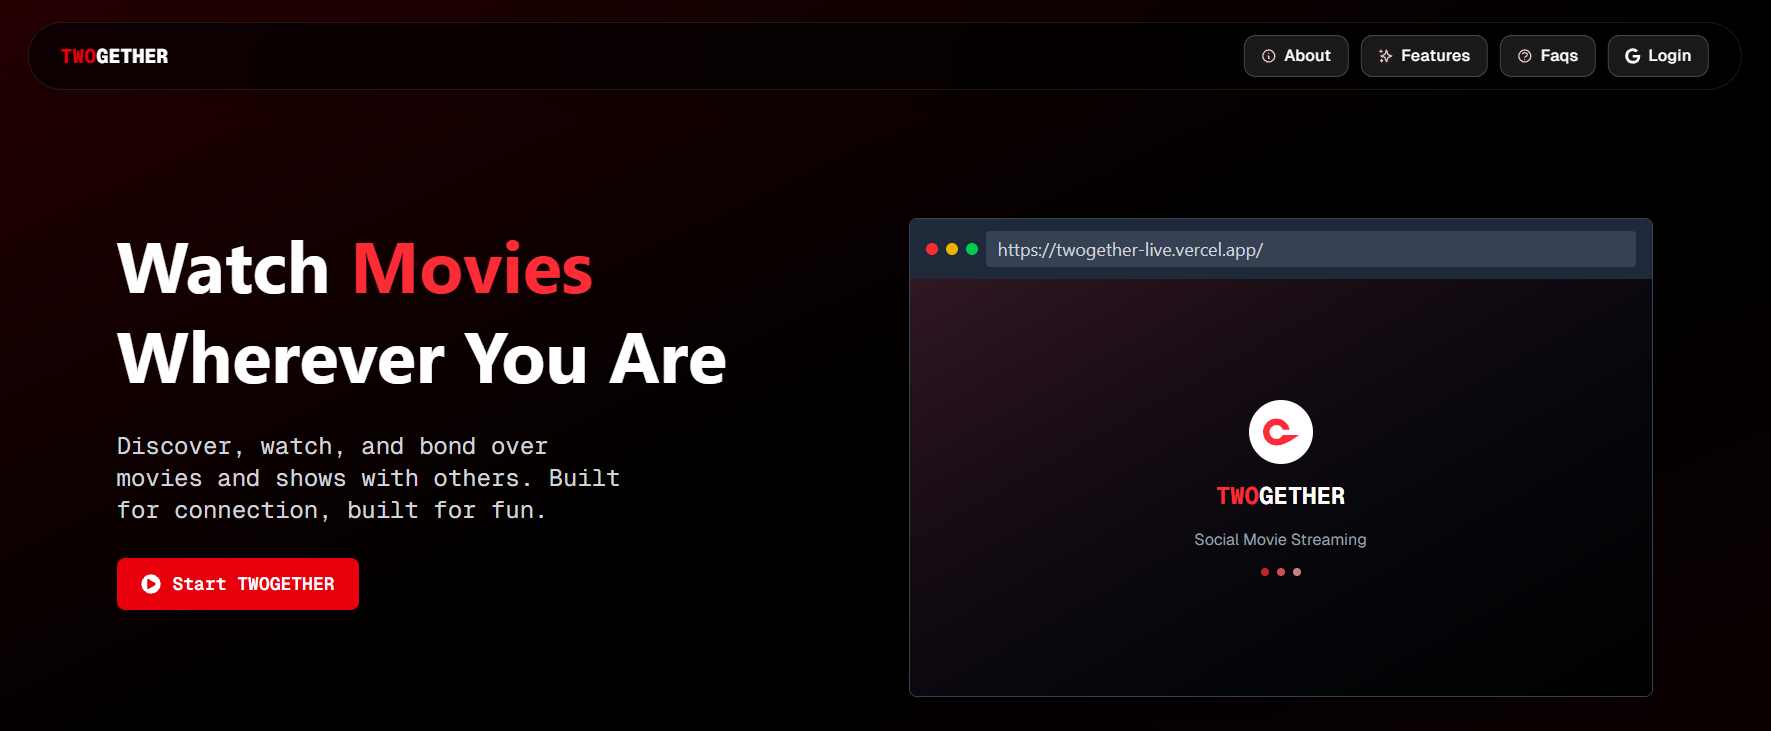 TWOGETHER
About
Features
Faqs
Login
Watch Movies
Wherever You Are
Discover, watch, and bond over
movies and shows with others. Built
for connection, built for fun.
Start TWOGETHER
https://twogether-live.vercel.app/
TWOGETHER
Social Movie Streaming